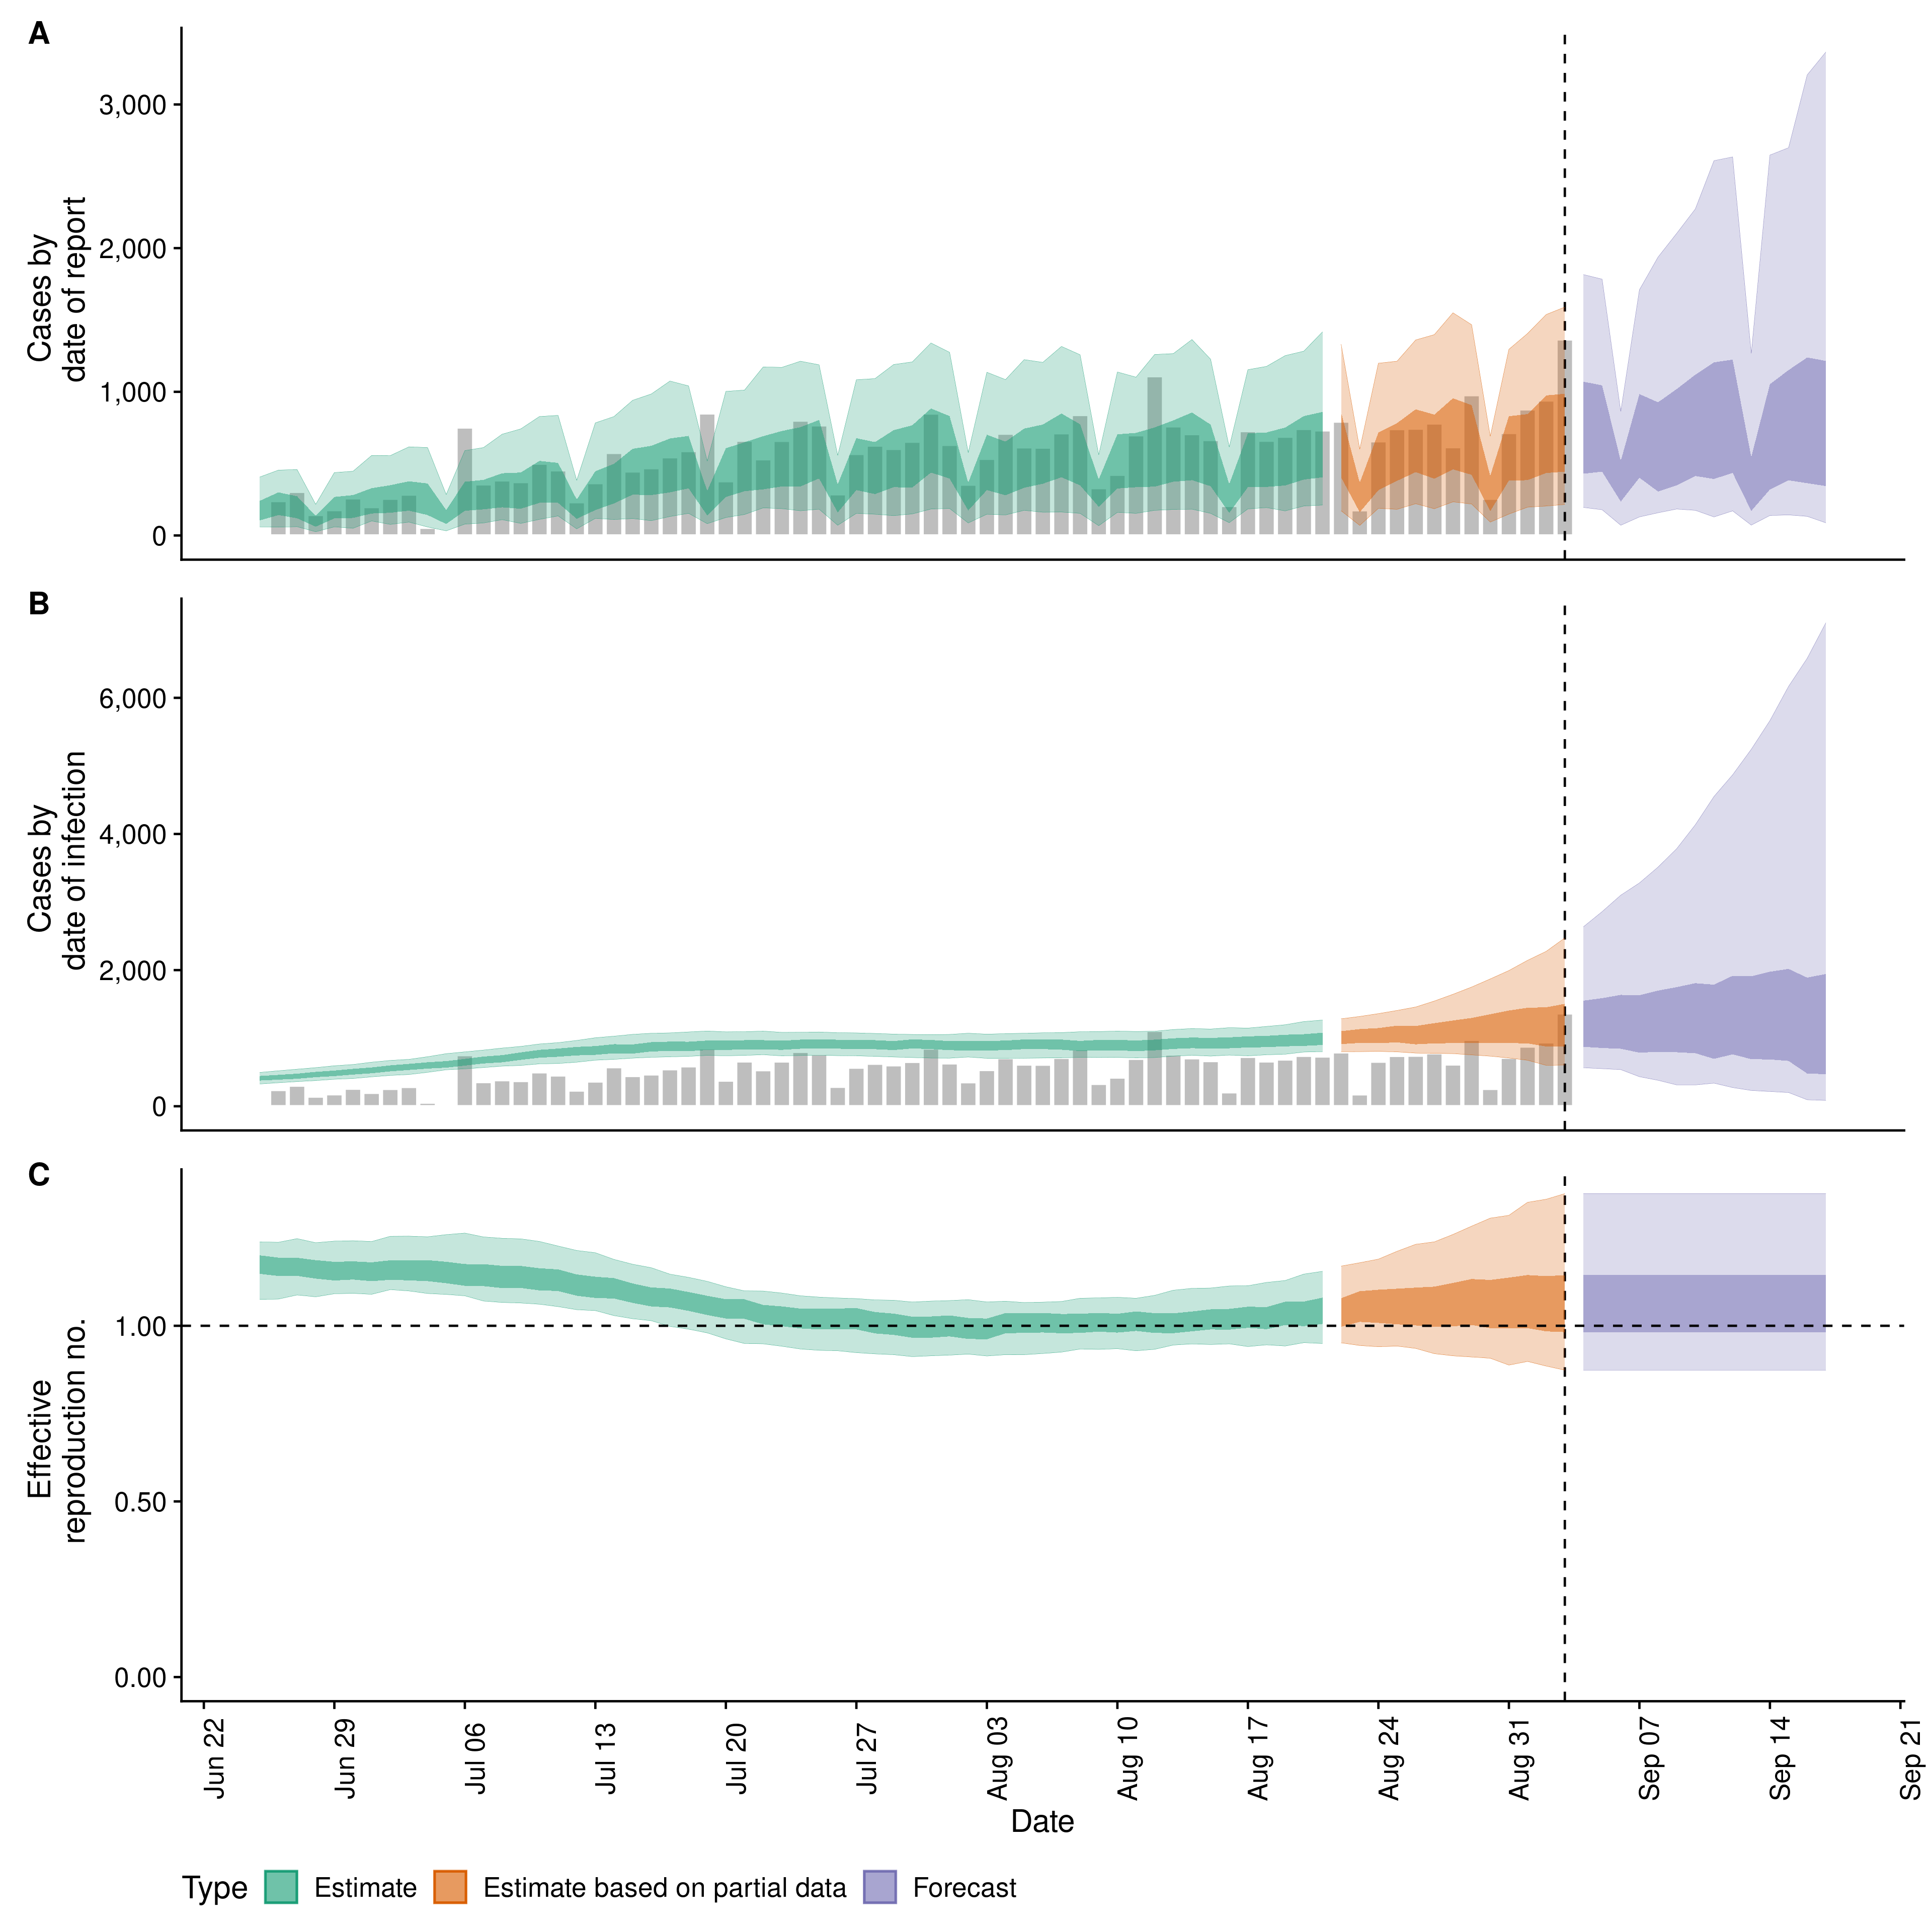 A
Cases by
date of report
3,000
2,000
1,000
0
B
Cases by
date of infection
6,000
4,000
2,000
0
C
Effective
reproduction no.
1.00
0.50
0.00
Jun 22
Jun 29
Jul 06
Jul 13
Jul 20
Jul 27
Aug 03
Aug 10
Aug 17
Aug 24
Aug 31
Sep 07
Sep 14
Sep 21
Date
Type Estimate Estimate based on partial data Forecast